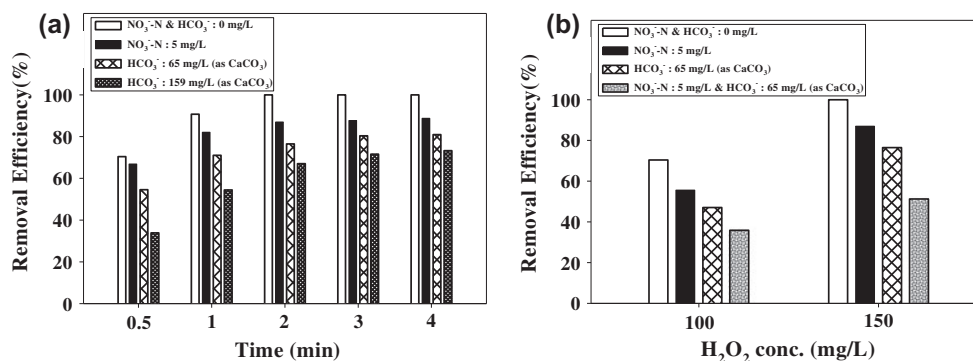 (a)
NO₃⁻-N & HCO₃⁻ : 0 mg/L
NO₃⁻-N : 5 mg/L
HCO₃⁻ : 65 mg/L (as CaCO₃)
HCO₃⁻ : 159 mg/L (as CaCO₃)
Removal Efficiency(%)
100
80
60
40
20
0
0.5 1 2 3 4
Time (min)
(b)
NO₃⁻-N & HCO₃⁻ : 0 mg/L
NO₃⁻-N : 5 mg/L
HCO₃⁻ : 65 mg/L (as CaCO₃)
NO₃⁻-N : 5 mg/L & HCO₃⁻ : 65 mg/L (as CaCO₃)
Removal Efficiency(%)
100
80
60
40
20
0
100 150
H₂O₂ conc. (mg/L)